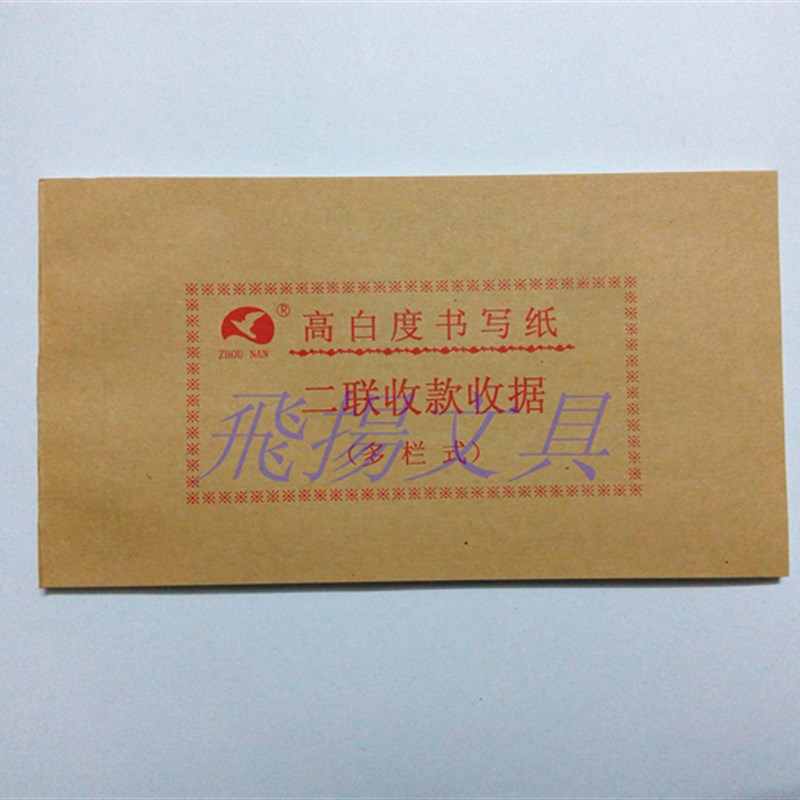 ®
高白度书写纸
ZHOU NAN
二联收款收据
(多栏式)
飛揚文具